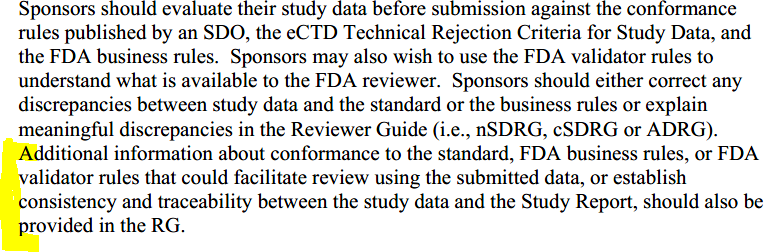 Sponsors should evaluate their study data before submission against the conformance
rules published by an SDO, the eCTD Technical Rejection Criteria for Study Data, and
the FDA business rules.  Sponsors may also wish to use the FDA validator rules to
understand what is available to the FDA reviewer.  Sponsors should either correct any
discrepancies between study data and the standard or the business rules or explain
meaningful discrepancies in the Reviewer Guide (i.e., nSDRG, cSDRG or ADRG).
Additional information about conformance to the standard, FDA business rules, or FDA
validator rules that could facilitate review using the submitted data, or establish
consistency and traceability between the study data and the Study Report, should also be
provided in the RG.